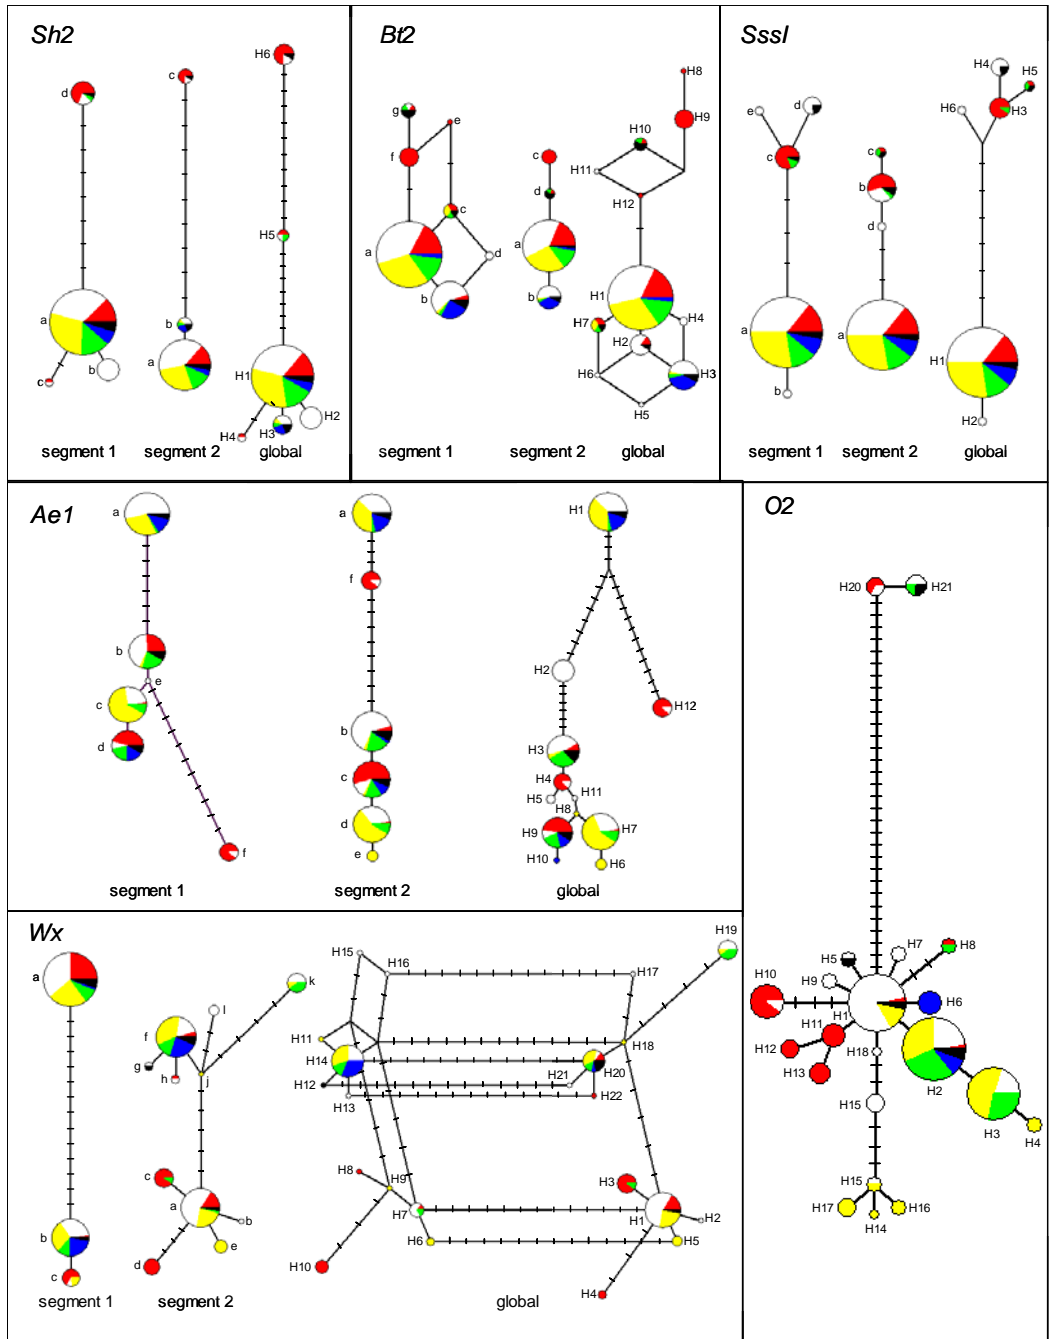 Sh2
d
a
c
b
segment 1
c
b
a
segment 2
H6
H5
H1
H2
H3
H4
global
Bt2
g
e
f
c
d
a
b
segment 1
c
d
a
b
segment 2
H8
H9
H10
H11
H12
H1
H7
H4
H2
H3
H6
H5
global
SssI
e
d
c
a
b
segment 1
c
b
d
a
segment 2
H4
H5
H6
H3
H1
H2
global
Ae1
a
b
e
c
d
f
segment 1
a
f
b
c
d
e
segment 2
H1
H2
H12
H3
H4
H11
H5
H8
H9
H7
H10
H6
global
O2
H20
H21
H7
H8
H5
H9
H10
H1
H6
H11
H12
H13
H18
H2
H15
H3
H4
H15
H17
H16
H14
Wx
a
b
c
segment 1
k
l
f
g
h
j
c
a
b
e
d
segment 2
H19
H15
H16
H17
H11
H18
H14
H21
H20
H12
H13
H22
H8
H9
H3
H7
H1
H2
H6
H5
H10
H4
global